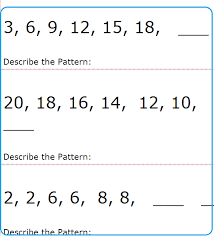 3, 6, 9, 12, 15, 18, ___
Describe the Pattern:
20, 18, 16, 14, 12, 10,
___
Describe the Pattern:
2, 2, 6, 6, 8, 8, ___ _
Describe the Pattern: